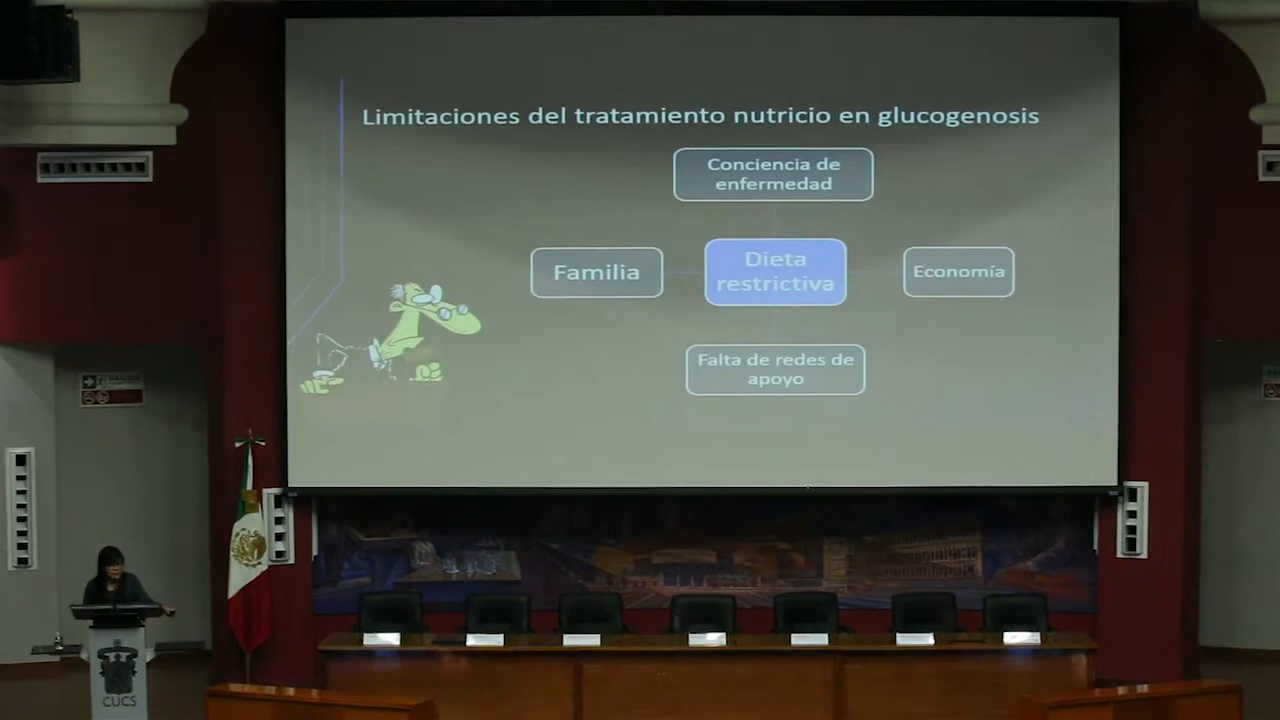 Limitaciones del tratamiento nutricio en glucogenosis
Conciencia de
enfermedad
Familia
Dieta
restrictiva
Economía
Falta de redes de
apoyo
CUCS